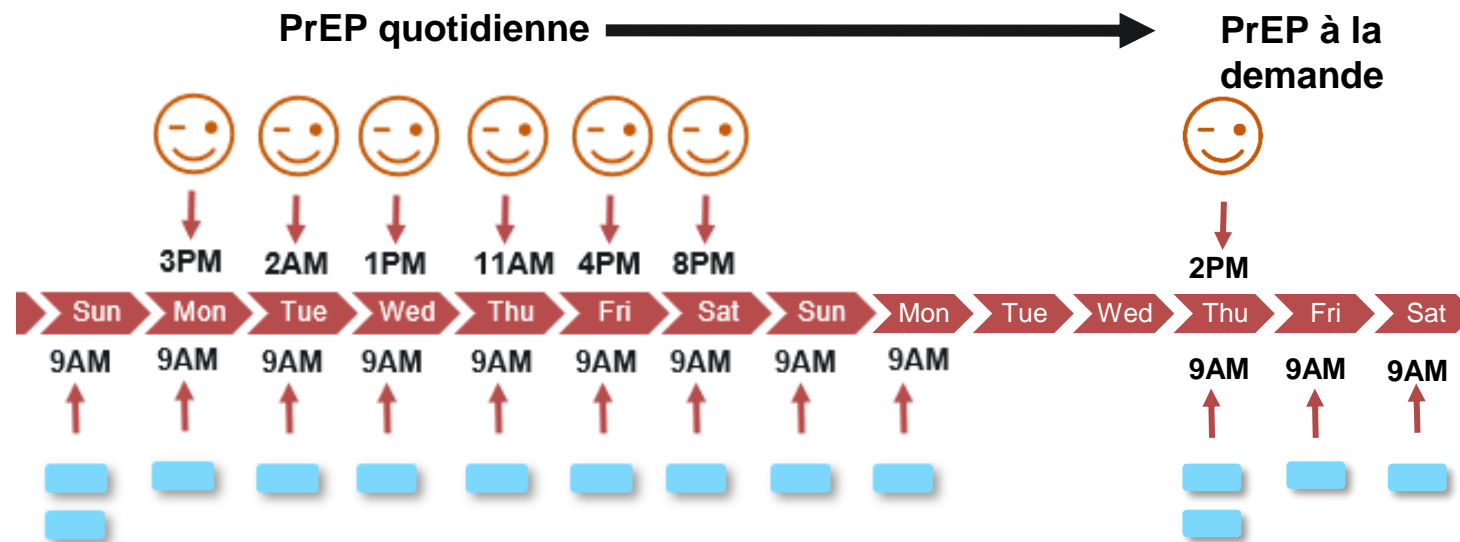 PrEP quotidienne
PrEP à la
demande
3PM 2AM 1PM 11AM 4PM 8PM 2PM
Sun Mon Tue Wed Thu Fri Sat Sun Mon Tue Wed Thu Fri Sat
9AM 9AM 9AM 9AM 9AM 9AM 9AM 9AM 9AM 9AM 9AM 9AM